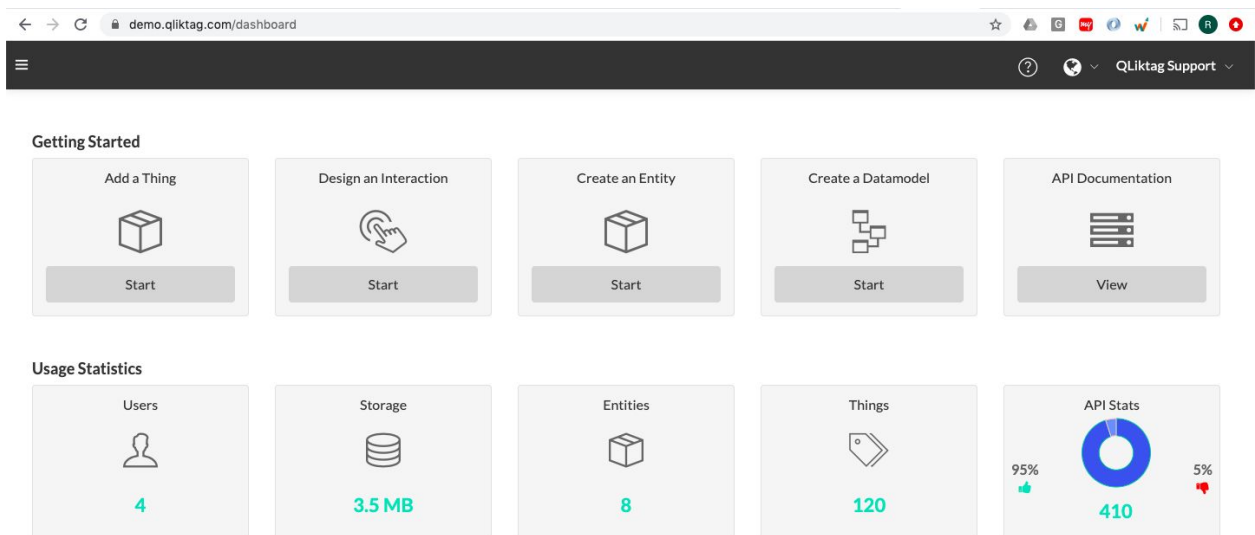 demo.qliktag.com/dashboard
G
R
QLiktag Support
Getting Started
Add a Thing
Design an Interaction
Create an Entity
Create a Datamodel
API Documentation
Start
Start
Start
Start
View
Usage Statistics
Users
Storage
Entities
Things
API Stats
95%
5%
4
3.5 MB
8
120
410